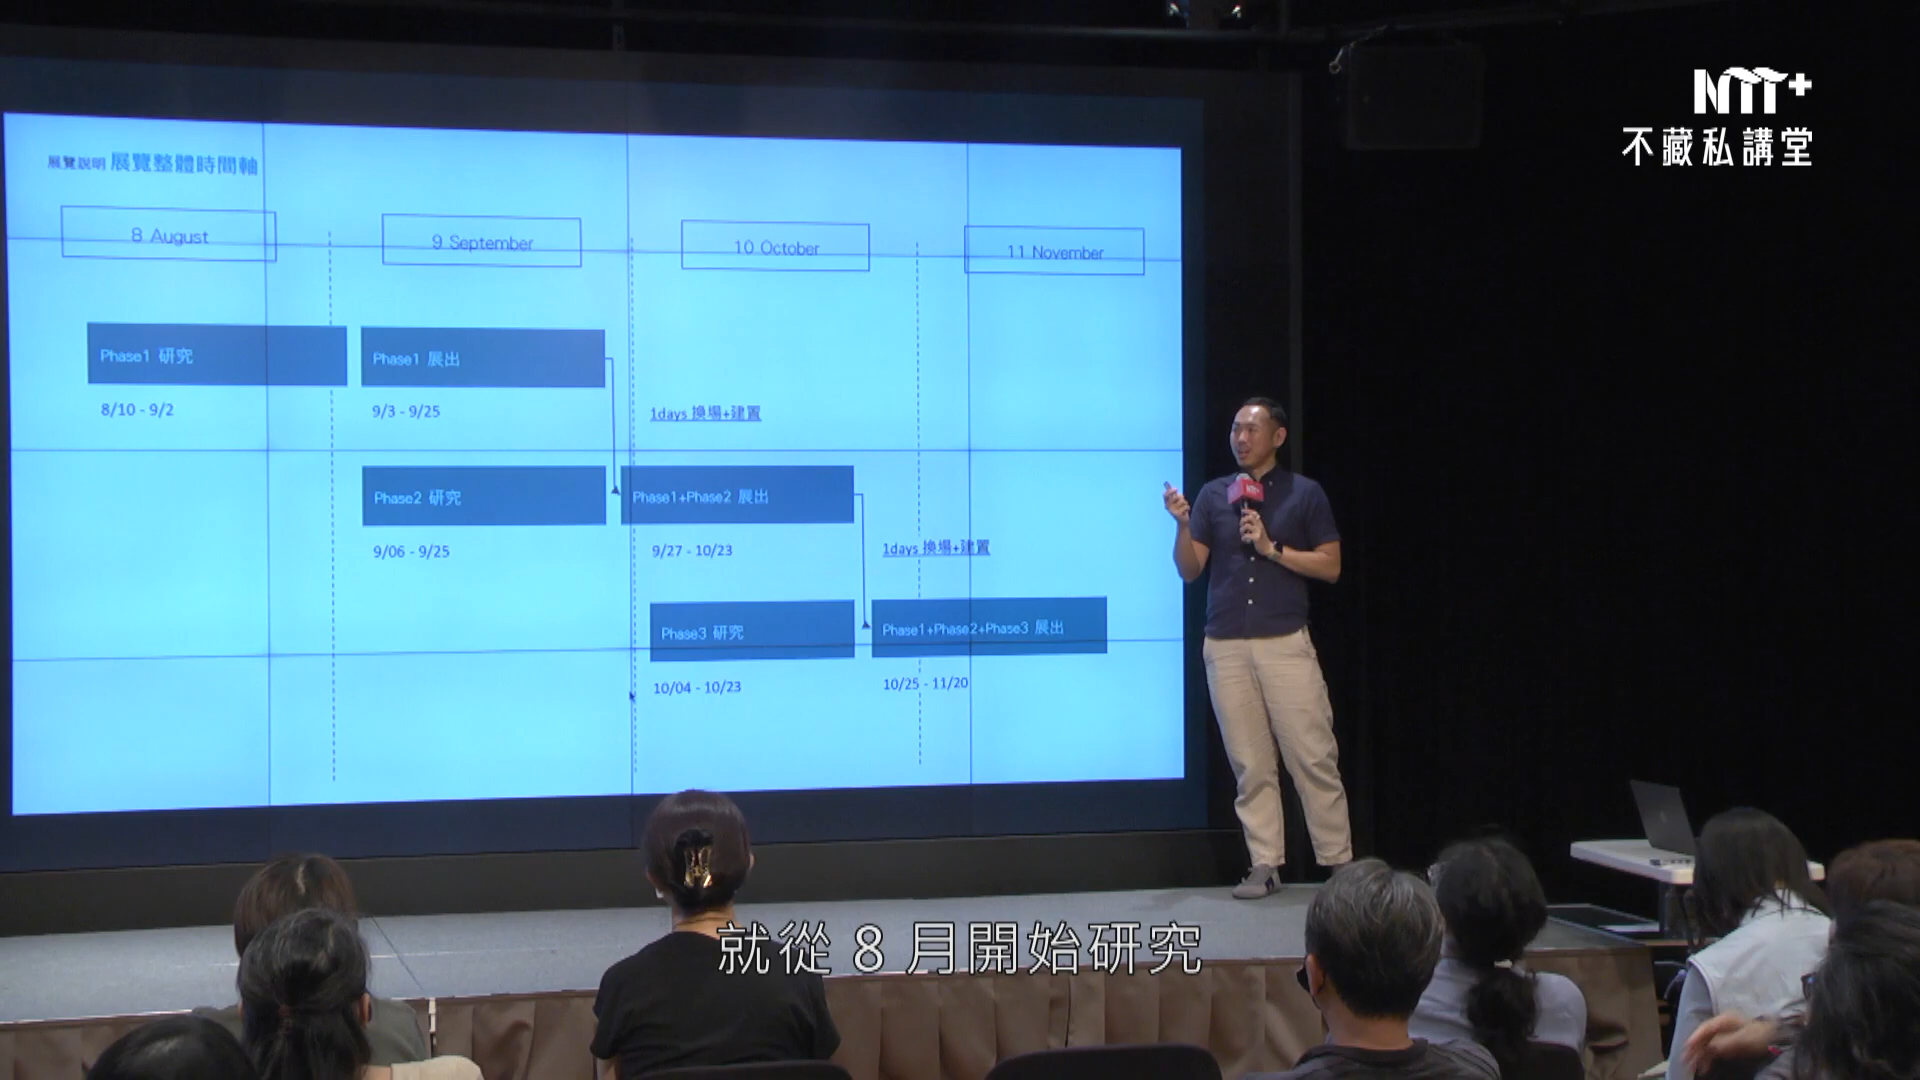 NTT+
不藏私講堂
展覽說明 展覽整體時間軸
8 August
9 September
10 October
11 November
Phase1 研究
Phase1 展出
8/10 - 9/2
9/3 - 9/25
1days 換場+建置
Phase2 研究
Phase1+Phase2 展出
9/06 - 9/25
9/27 - 10/23
1days 換場+建置
Phase3 研究
Phase1+Phase2+Phase3 展出
10/04 - 10/23
10/25 - 11/20
就從 8 月開始研究